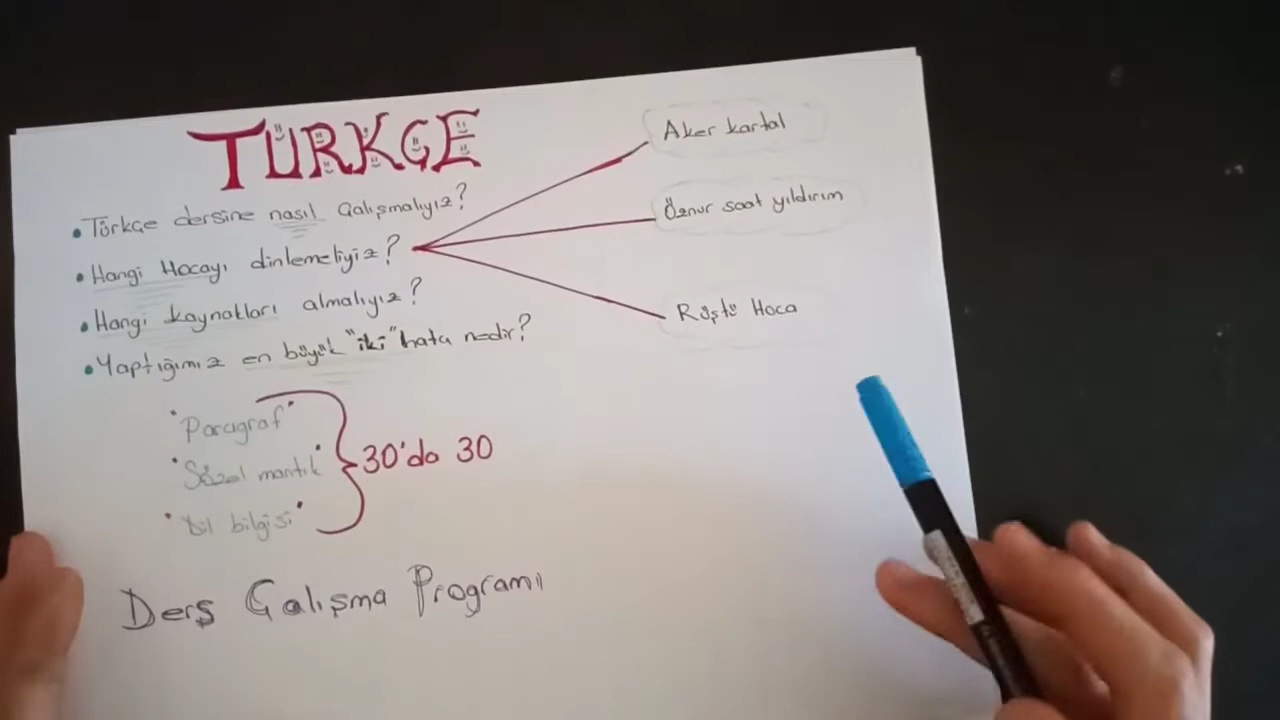 TÜRKÇE
• Türkçe dersine nasıl Çalışmalıyız?
• Hangi Hocayı dinlemeliyiz?
• Hangi kaynakları almalıyız?
• Yaptığımız en büyük "iki" hata nedir?
Aker kartal
Öznur saat yıldırım
Rüştü Hoca
"Paragraf"
"Sözel mantık"
"Dil bilgisi"
30'da 30
Ders Çalışma Programı